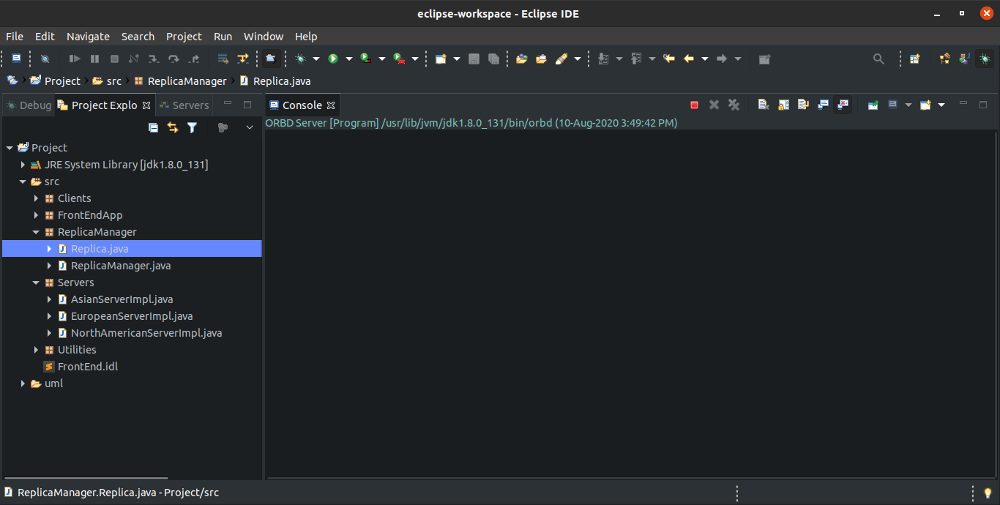 eclipse-workspace - Eclipse IDE
File Edit Navigate Search Project Run Window Help
Project src ReplicaManager Replica.java
Debug Project Explo Servers
Console
ORBD Server [Program] /usr/lib/jvm/jdk1.8.0_131/bin/orbd (10-Aug-2020 3:49:42 PM)
Project
JRE System Library [jdk1.8.0_131]
src
Clients
FrontEndApp
ReplicaManager
Replica.java
ReplicaManager.java
Servers
AsianServerImpl.java
EuropeanServerImpl.java
NorthAmericanServerImpl.java
Utilities
FrontEnd.idl
uml
ReplicaManager.Replica.java - Project/src